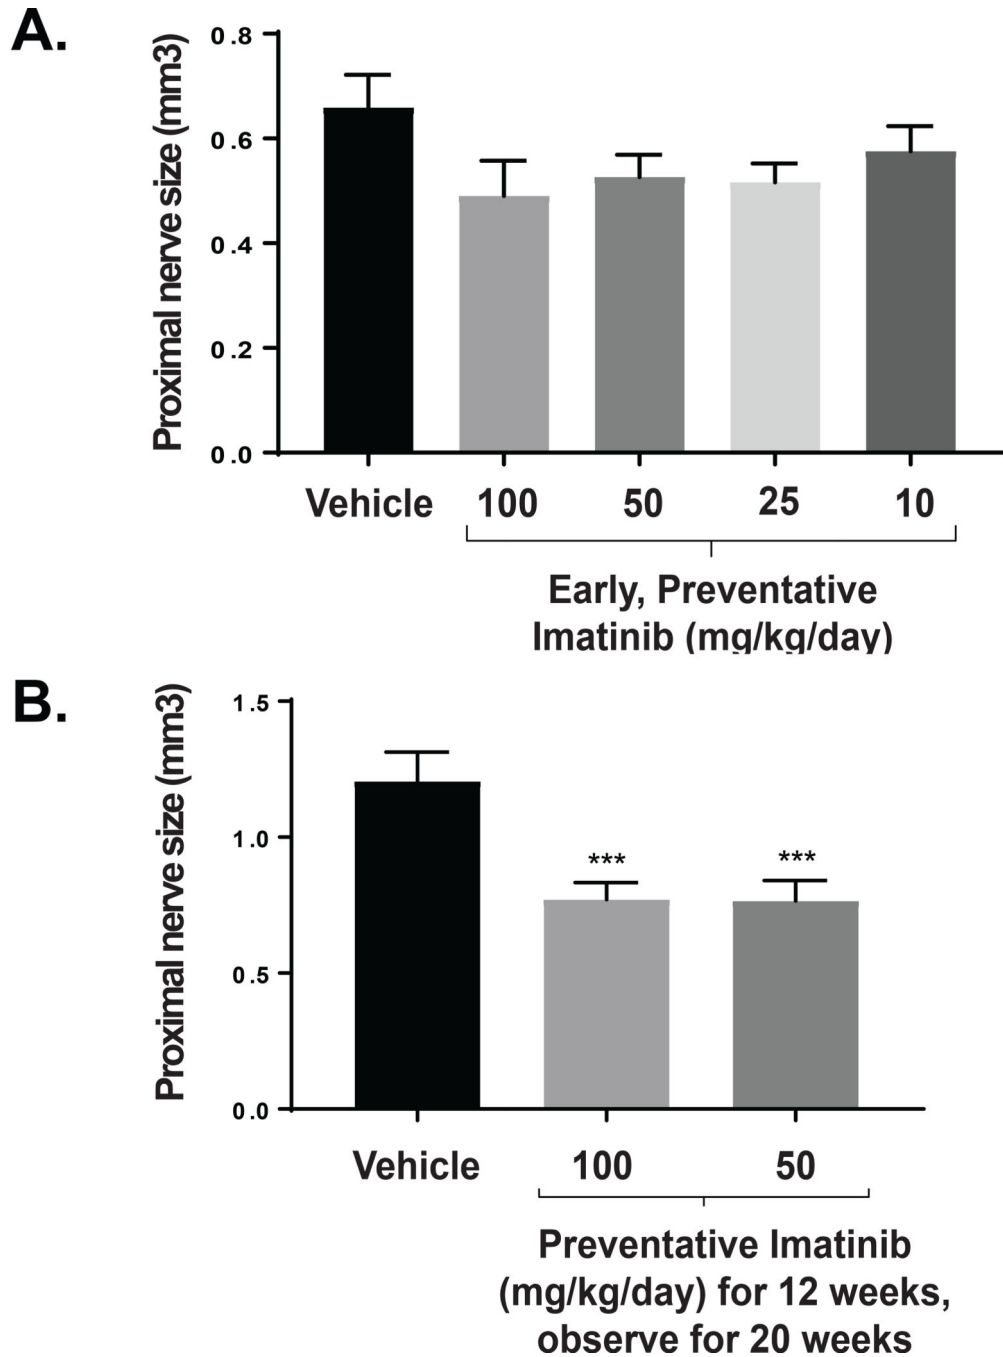 A.
Proximal nerve size (mm3)
0.8
0.6
0.4
0.2
0.0
Vehicle 100 50 25 10
Early, Preventative
Imatinib (mg/kg/day)
B.
Proximal nerve size (mm3)
1.5
1.0
0.5
0.0
*** ***
Vehicle 100 50
Preventative Imatinib
(mg/kg/day) for 12 weeks,
observe for 20 weeks